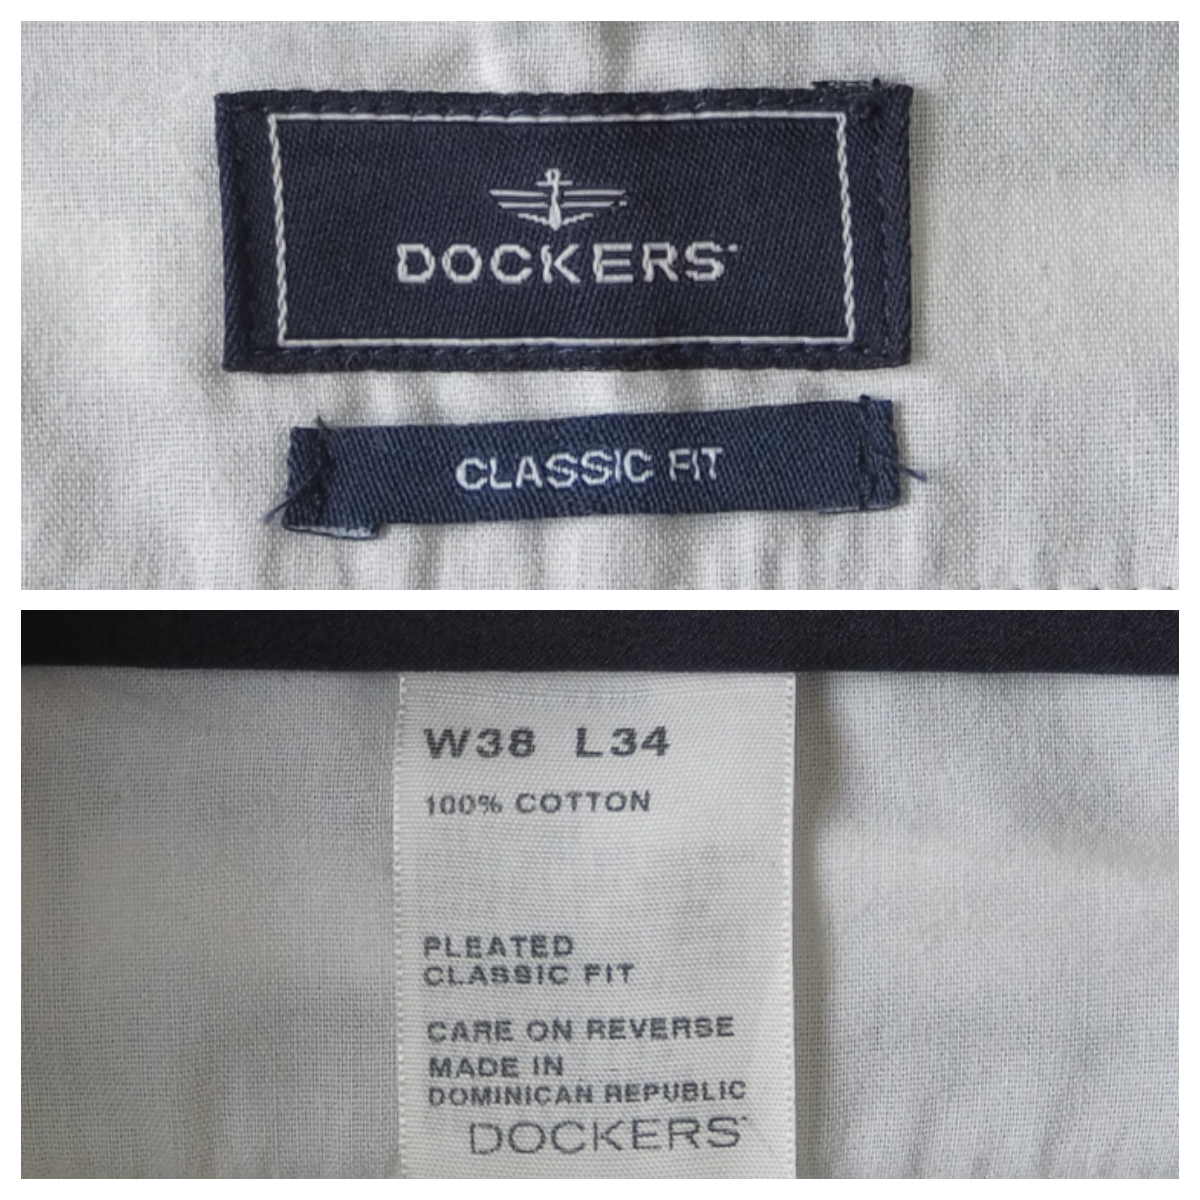 DOCKERS
CLASSIC FIT
W38 L34
100% COTTON
PLEATED
CLASSIC FIT
CARE ON REVERSE
MADE IN
DOMINICAN REPUBLIC
DOCKERS